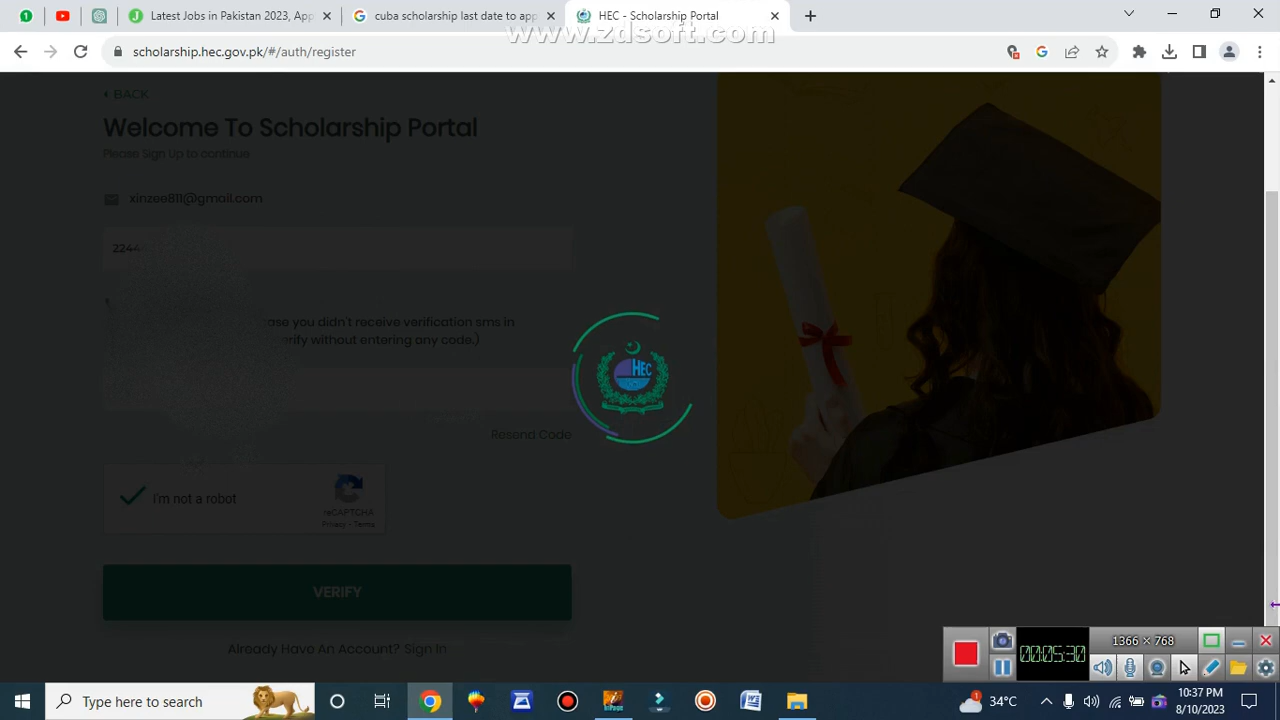 Latest Jobs in Pakistan 2023, App
cuba scholarship last date to app
HEC - Scholarship Portal
www.zdsoft.com
scholarship.hec.gov.pk/#/auth/register
BACK
Welcome To Scholarship Portal
Please Sign Up to continue
xinzee811@gmail.com
2244
ase you didn't receive verification sms in
erify without entering any code.)
HEC
Resend Code
I'm not a robot
reCAPTCHA
Privacy - Terms
VERIFY
Already Have An Account? Sign In
00:05:30
1366 × 768
Type here to search
1
34°C
10:37 PM
8/10/2023